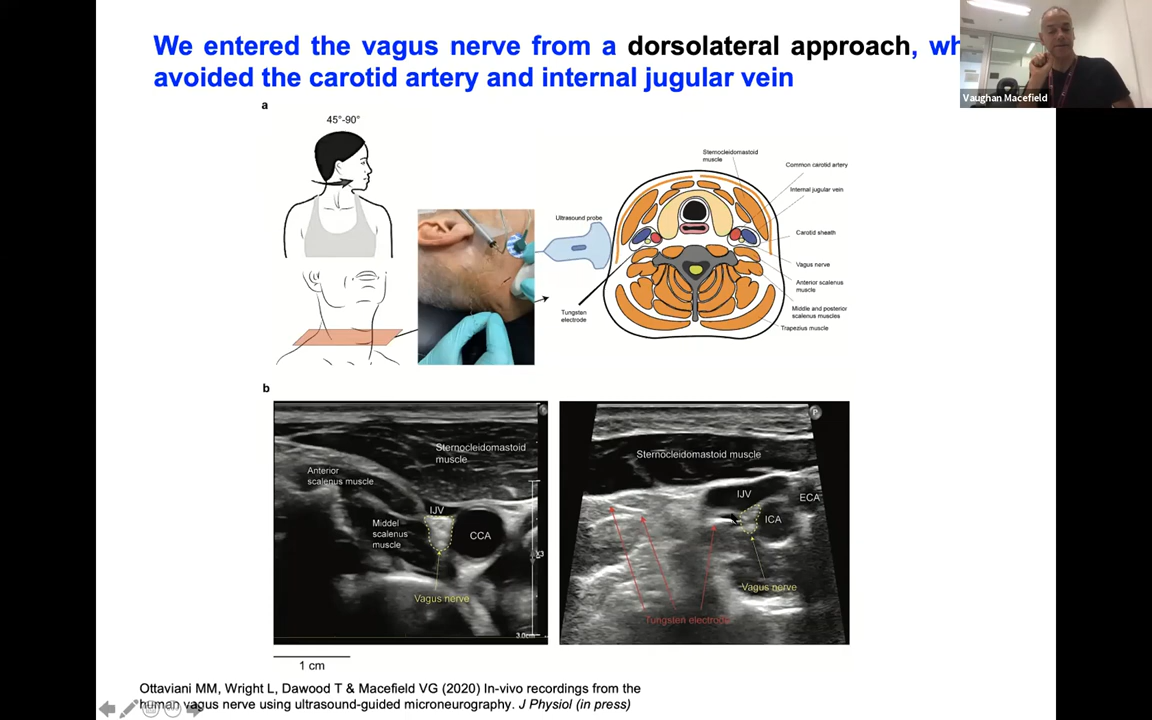 We entered the vagus nerve from a dorsolateral approach, wh
avoided the carotid artery and internal jugular vein
Vaughan Macefield
a
45°-90°
Sternocleidomastoid
muscle
Common carotid artery
Internal jugular vein
Ultrasound probe
Carotid sheath
Vagus nerve
Anterior scalenus
muscle
Tungsten
electrode
Middle and posterior
scalenus muscles
Trapezius muscle
b
P
Sternocleidomastoid
muscle
Anterior
scalenus muscle
IJV
Middel
scalenus
muscle
CCA
Vagus nerve
3.0cm
Sternocleidomastoid muscle
IJV
ECA
ICA
Vagus nerve
Tungsten electrode
1 cm
Ottaviani MM, Wright L, Dawood T & Macefield VG (2020) In-vivo recordings from the
human vagus nerve using ultrasound-guided microneurography. J Physiol (in press)